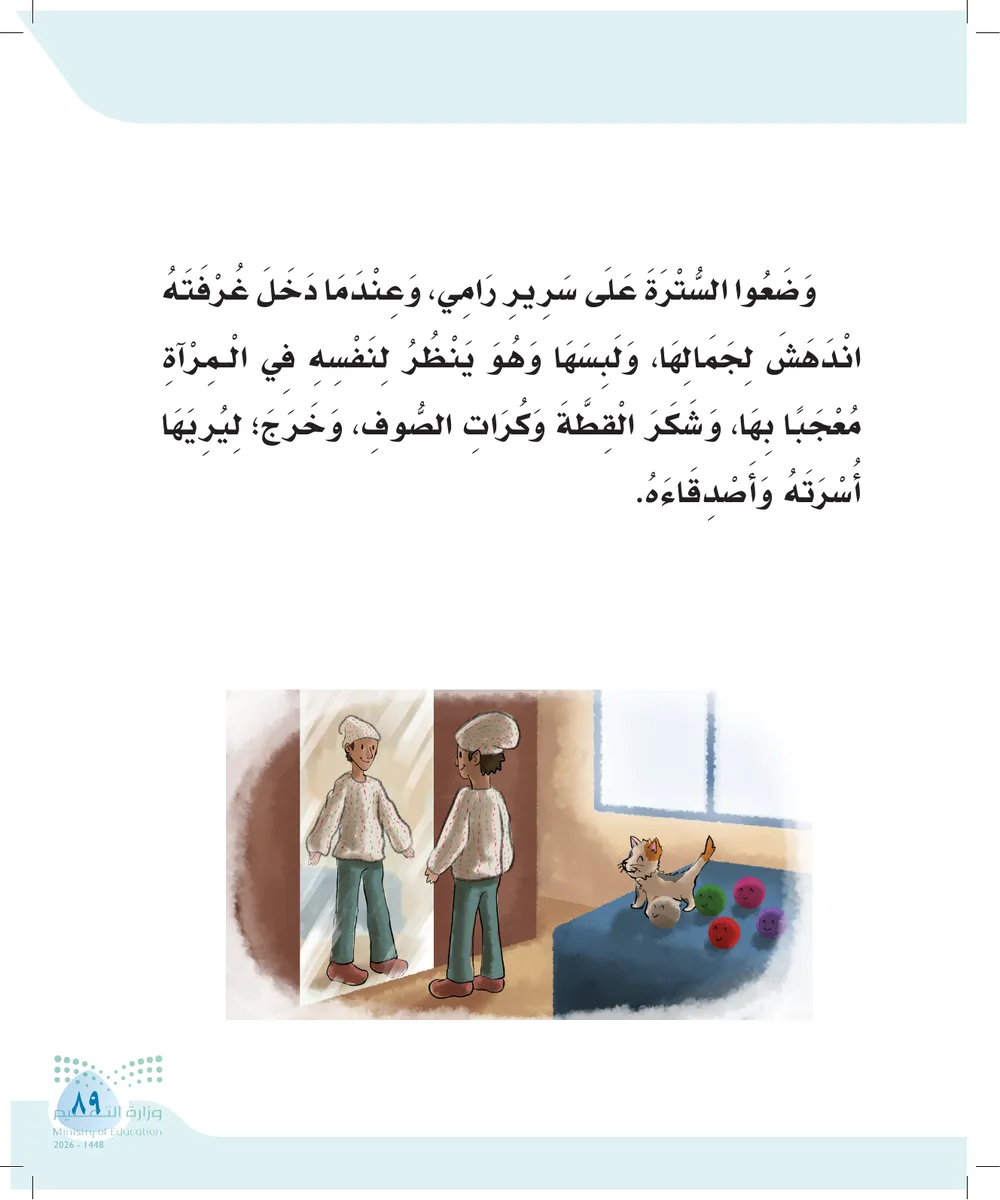 وَضَعُوا السُّتْرَةَ عَلَى سَرِيرِ رَامِي، وَعِنْدَمَا دَخَلَ غُرْفَتَهُ
انْدَهَشَ لِجَمَالِهَا، وَلَبِسَهَا وَهُوَ يَنْظُرُ لِنَفْسِهِ فِي الْمِرْآةِ
مُعْجَبًا بِهَا، وَشَكَرَ الْقِطَّةَ وَكُرَاتِ الصُّوفِ، وَخَرَجَ؛ لِيُرِيَهَا
أُسْرَتَهُ وَأَصْدِقَاءَهُ.
٨٩
وزارة التعليم
Ministry of Education
2026 - 1448